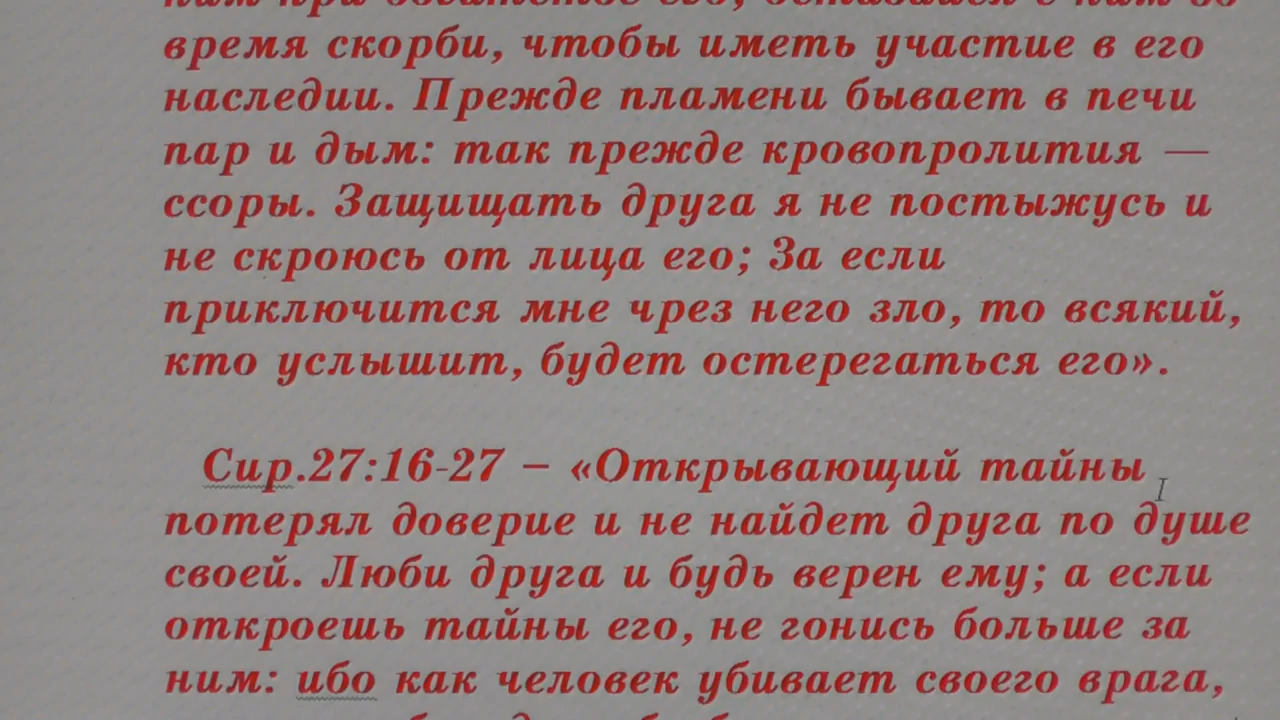 время скорби, чтобы иметь участие в его
наследии. Прежде пламени бывает в печи
пар и дым: так прежде кровопролития —
ссоры. Защищать друга я не постыжусь и
не скроюсь от лица его; За если
приключится мне чрез него зло, то всякий,
кто услышит, будет остерегаться его».
Сир.27:16-27 – «Открывающий тайны
потерял доверие и не найдет друга по душе
своей. Люби друга и будь верен ему; а если
откроешь тайны его, не гонись больше за
ним: ибо как человек убивает своего врага,